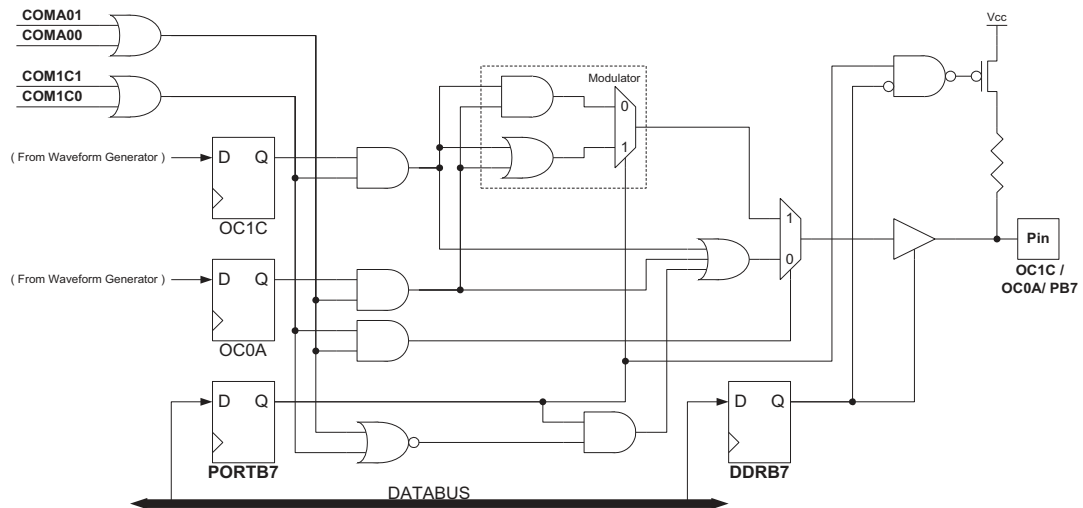 COMA01
COMA00
COM1C1
COM1C0
Vcc
Modulator
0
1
( From Waveform Generator )
D Q
OC1C
1
0
Pin
OC1C /
OC0A/ PB7
( From Waveform Generator )
D Q
OC0A
D Q
PORTB7
D Q
DDRB7
DATABUS